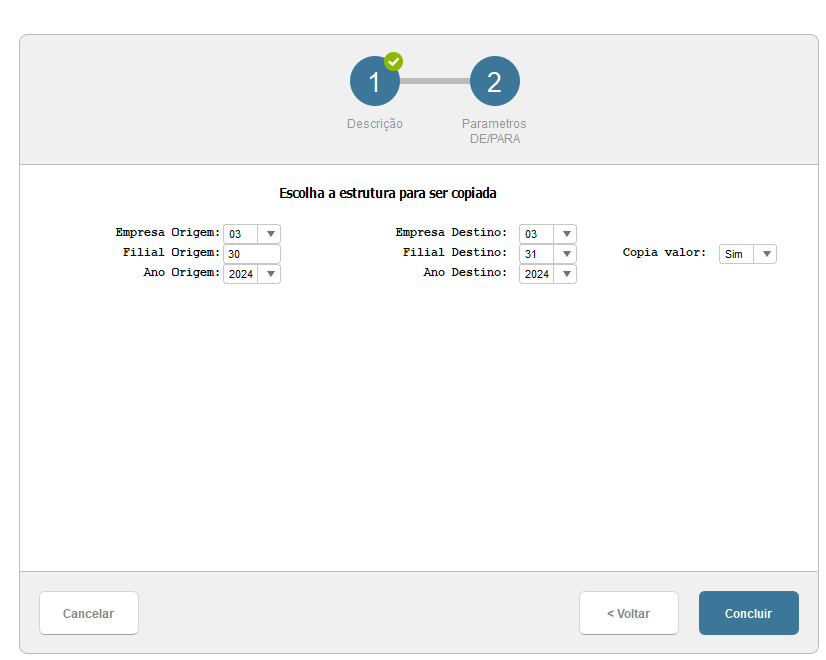 1
2
Descrição
Parametros
DE/PARA
Escolha a estrutura para ser copiada
Empresa Origem: 03
Empresa Destino: 03
Filial Origem: 30
Filial Destino: 31
Copia valor: Sim
Ano Origem: 2024
Ano Destino: 2024
Cancelar
< Voltar
Concluir